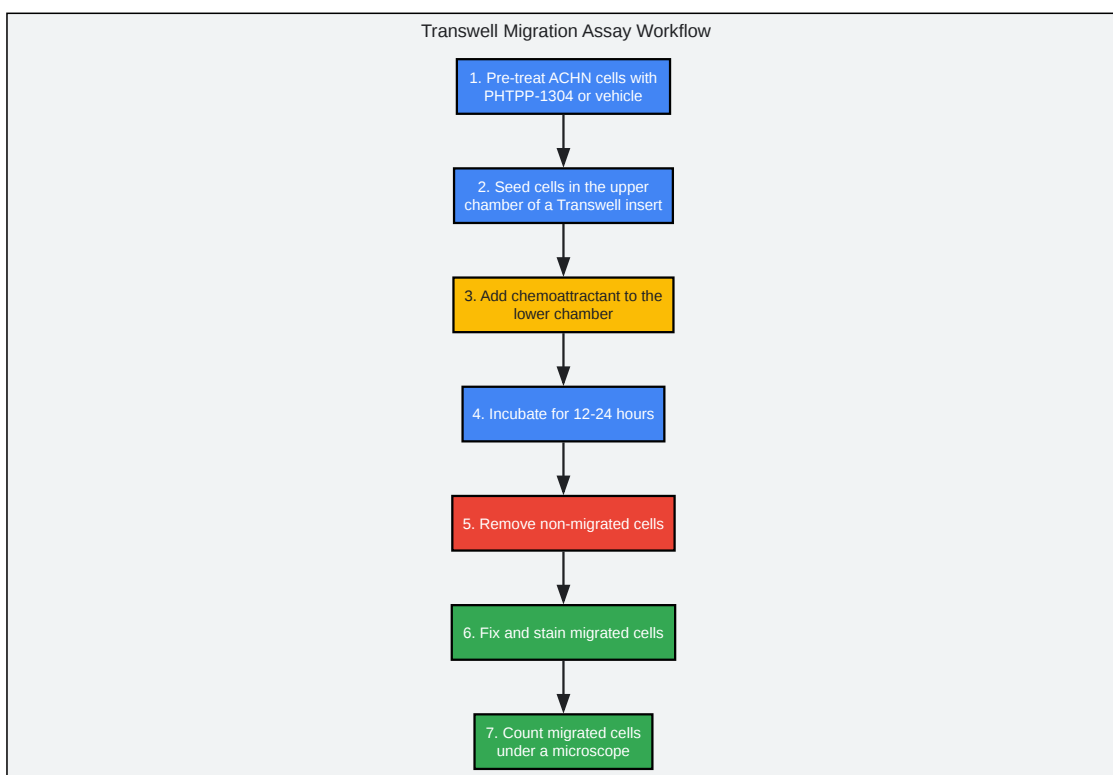 Transwell Migration Assay Workflow
1. Pre-treat ACHN cells with
PHTPP-1304 or vehicle
2. Seed cells in the upper
chamber of a Transwell insert
3. Add chemoattractant to the
lower chamber
4. Incubate for 12-24 hours
5. Remove non-migrated cells
6. Fix and stain migrated cells
7. Count migrated cells
under a microscope